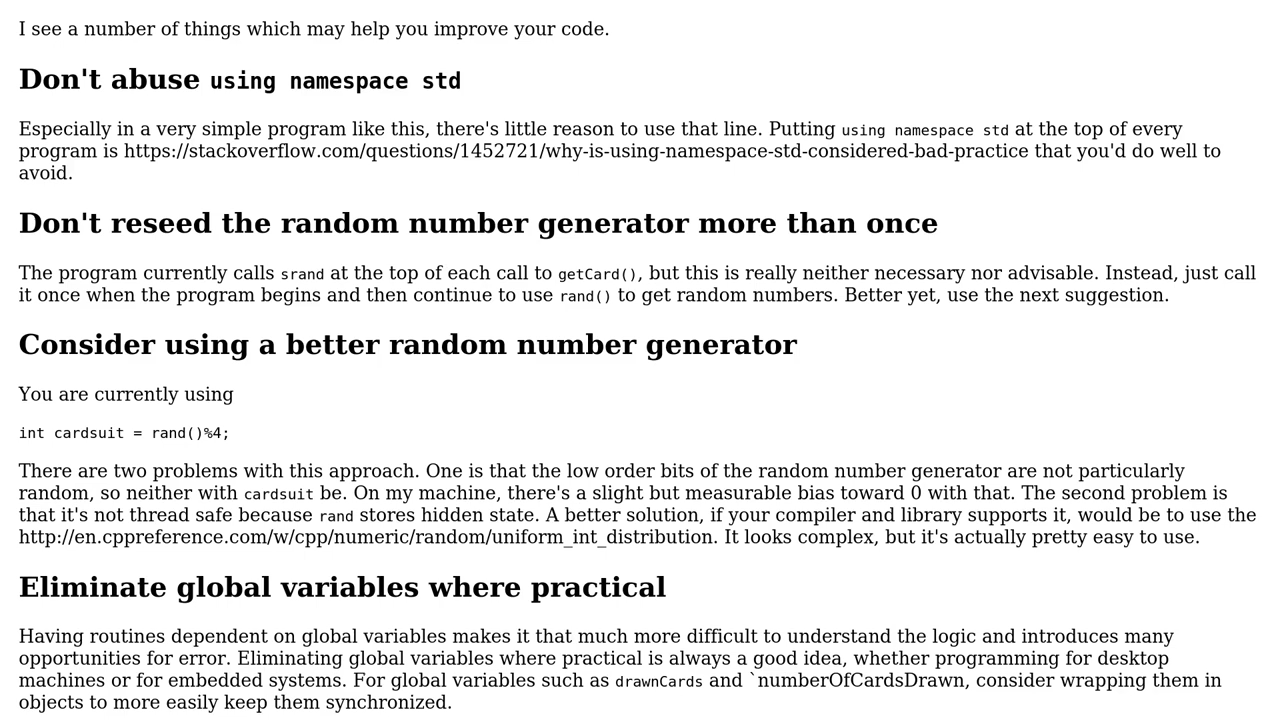 I see a number of things which may help you improve your code.
Don't abuse using namespace std
Especially in a very simple program like this, there's little reason to use that line. Putting using namespace std at the top of every
program is https://stackoverflow.com/questions/1452721/why-is-using-namespace-std-considered-bad-practice that you'd do well to
avoid.
Don't reseed the random number generator more than once
The program currently calls srand at the top of each call to getCard(), but this is really neither necessary nor advisable. Instead, just call
it once when the program begins and then continue to use rand() to get random numbers. Better yet, use the next suggestion.
Consider using a better random number generator
You are currently using
int cardsuit = rand()%4;
There are two problems with this approach. One is that the low order bits of the random number generator are not particularly
random, so neither with cardsuit be. On my machine, there's a slight but measurable bias toward 0 with that. The second problem is
that it's not thread safe because rand stores hidden state. A better solution, if your compiler and library supports it, would be to use the
http://en.cppreference.com/w/cpp/numeric/random/uniform_int_distribution. It looks complex, but it's actually pretty easy to use.
Eliminate global variables where practical
Having routines dependent on global variables makes it that much more difficult to understand the logic and introduces many
opportunities for error. Eliminating global variables where practical is always a good idea, whether programming for desktop
machines or for embedded systems. For global variables such as drawnCards and `numberOfCardsDrawn, consider wrapping them in
objects to more easily keep them synchronized.